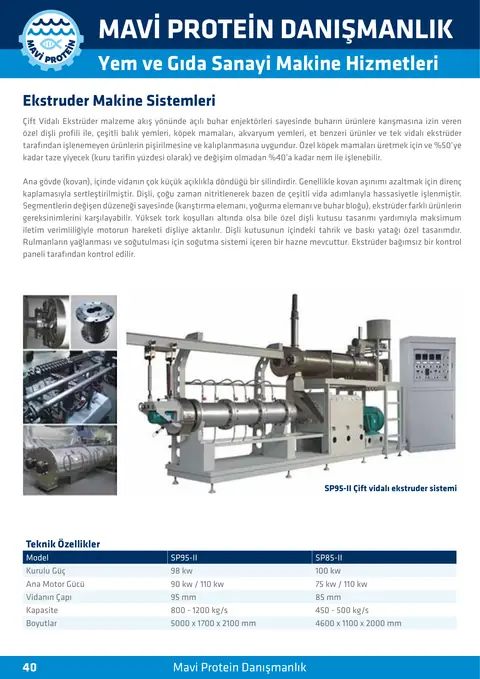 MAVİ PROTEİN
MAVİ PROTEİN DANIŞMANLIK
Yem ve Gıda Sanayi Makine Hizmetleri
Ekstruder Makine Sistemleri
Çift Vidalı Ekstrüder malzeme akış yönünde açılı buhar enjektörleri sayesinde buharın ürünlere karışmasına izin veren
özel dişli profili ile, çeşitli balık yemleri, köpek mamaları, akvaryum yemleri, et benzeri ürünler ve tek vidalı ekstrüder
tarafından işlenemeyen ürünlerin pişirilmesine ve kalıplanmasına uygundur. Özel köpek mamaları üretmek için ve %50'ye
kadar taze yiyecek (kuru tarifin yüzdesi olarak) ve değişim olmadan %40'a kadar nem ile işlenebilir.
Ana gövde (kovan), içinde vidanın çok küçük açıklıkla döndüğü bir silindirdir. Genellikle kovan aşınımı azaltmak için direnç
kaplamasıyla sertleştirilmiştir. Dişli, çoğu zaman nitritlenerek bazen de çeşitli vida adımlarıyla hassasiyetle işlenmiştir.
Segmentlerin değişen düzeneği sayesinde (karıştırma elemanı, yoğurma elemanı ve buhar bloğu), ekstrüder farklı ürünlerin
gereksinimlerini karşılayabilir. Yüksek tork koşulları altında olsa bile özel dişli kutusu tasarımı yardımıyla maksimum
iletim verimliliğiyle motorun hareketi dişliye aktarılır. Dişli kutusunun içindeki tahrik ve baskı yatağı özel tasarımdır.
Rulmanların yağlanması ve soğutulması için soğutma sistemi içeren bir hazne mevcuttur. Ekstrüder bağımsız bir kontrol
paneli tarafından kontrol edilir.
SP95-II Çift vidalı ekstruder sistemi
Teknik Özellikler
Model SP95-II SP85-II
Kurulu Güç 98 kw 100 kw
Ana Motor Gücü 90 kw / 110 kw 75 kw / 110 kw
Vidanın Çapı 95 mm 85 mm
Kapasite 800 - 1200 kg/s 450 - 500 kg/s
Boyutlar 5000 x 1700 x 2100 mm 4600 x 1100 x 2000 mm
40 Mavi Protein Danışmanlık